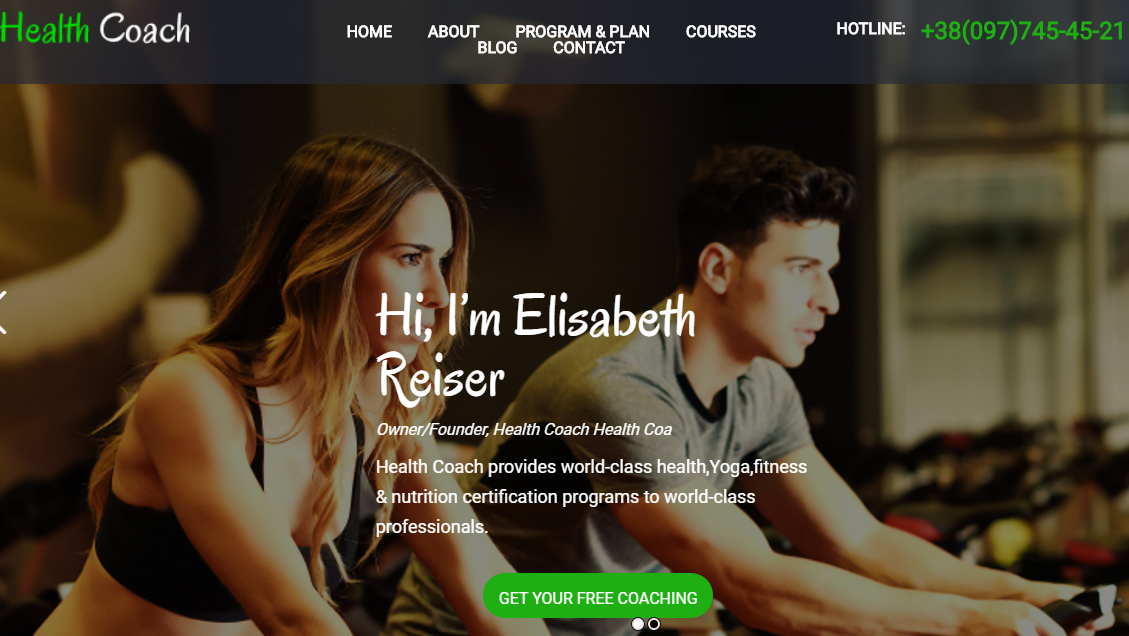 Health Coach
HOME ABOUT PROGRAM & PLAN COURSES
BLOG CONTACT
HOTLINE: +38(097)745-45-21
Hi, I'm Elisabeth
Reiser
Owner/Founder, Health Coach Health Coa
Health Coach provides world-class health,Yoga,fitness
& nutrition certification programs to world-class
professionals.
GET YOUR FREE COACHING